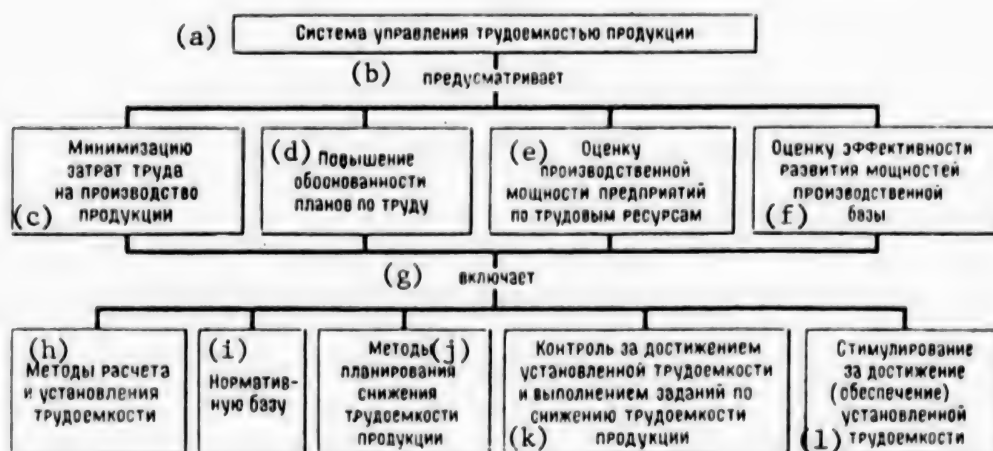 (a) Система управления трудоемкостью продукции
(b) предусматривает
Минимизацию
затрат труда
на производство
(c) продукции
(d) Повышение
обоснованности
планов по труду
(e) Оценку
производственной
мощности предприятий
по трудовым ресурсам
Оценку эффективности
развития мощностей
производственной
(f) базы
(g) включает
(h)
Методы расчета
и установления
трудоемкости
(i)
Норматив-
ную базу
Методы (j)
планирования
снижения
трудоемкости
продукции
Контроль за достижением
установленной трудоемкости
и выполнением заданий по
снижению трудоемкости
(k) продукции
Стимулирование
за достижение
(обеспечение)
установленной
(l) трудоемкости